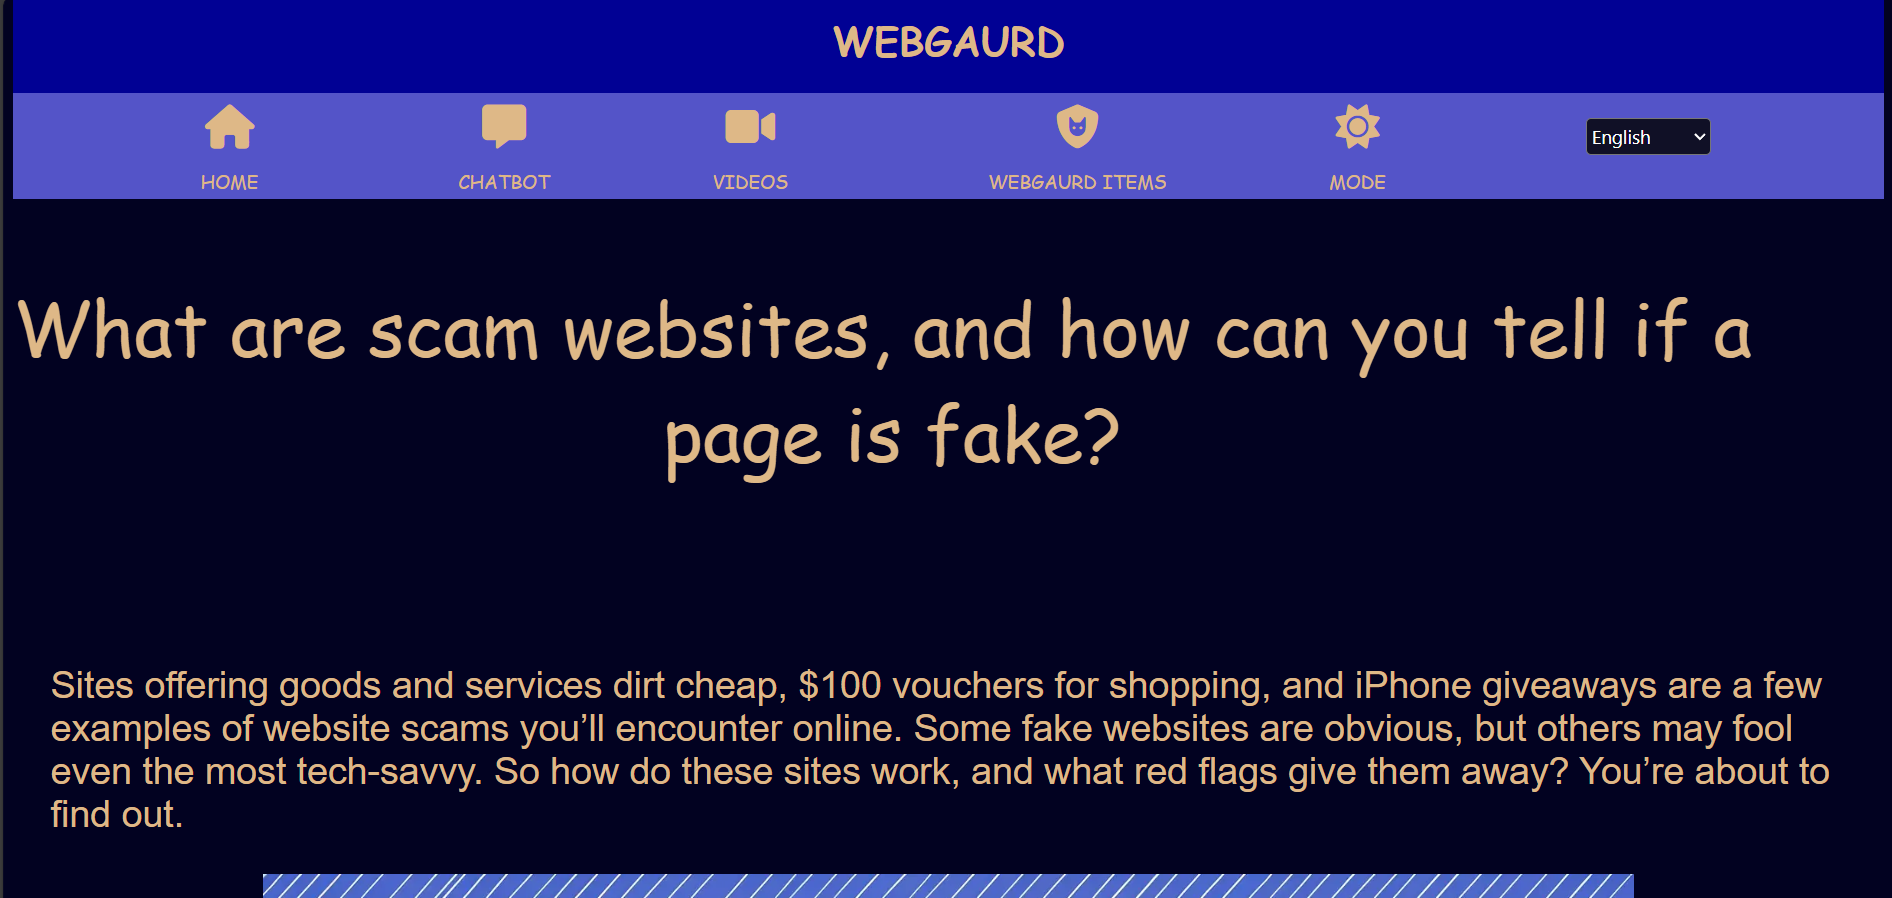 WEBGAURD
HOME
CHATBOT
VIDEOS
WEBGAURD ITEMS
MODE
English
What are scam websites, and how can you tell if a
page is fake?
Sites offering goods and services dirt cheap, $100 vouchers for shopping, and iPhone giveaways are a few
examples of website scams you’ll encounter online. Some fake websites are obvious, but others may fool
even the most tech-savvy. So how do these sites work, and what red flags give them away? You’re about to
find out.